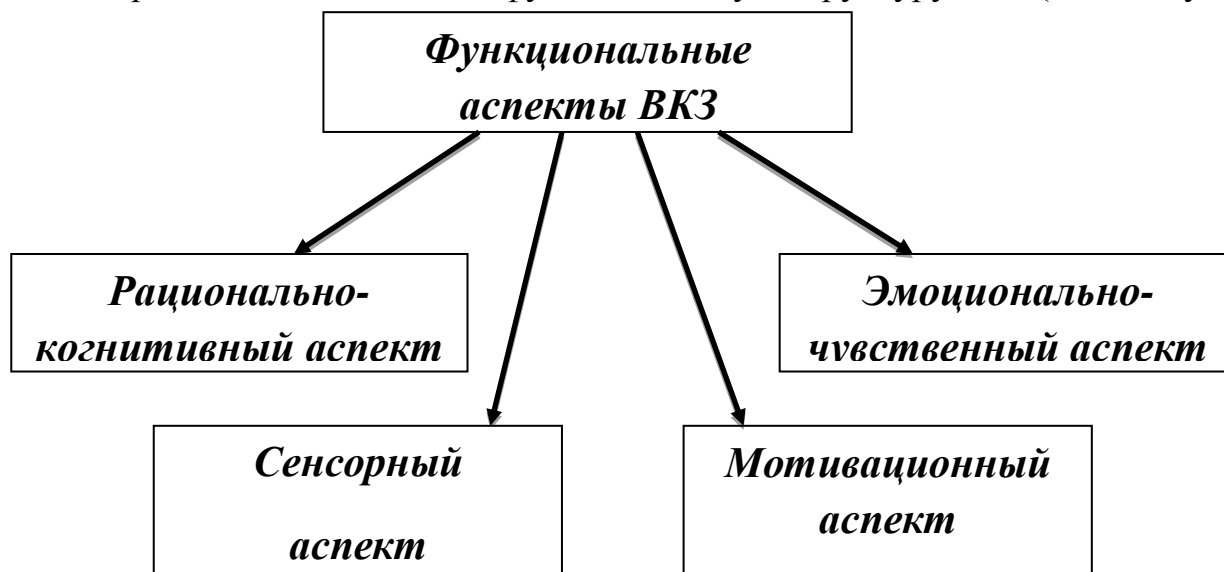 Функциональные
аспекты ВКЗ
Рационально-
когнитивный аспект
Эмоционально-
чувственный аспект
Сенсорный
аспект
Мотивационный
аспект